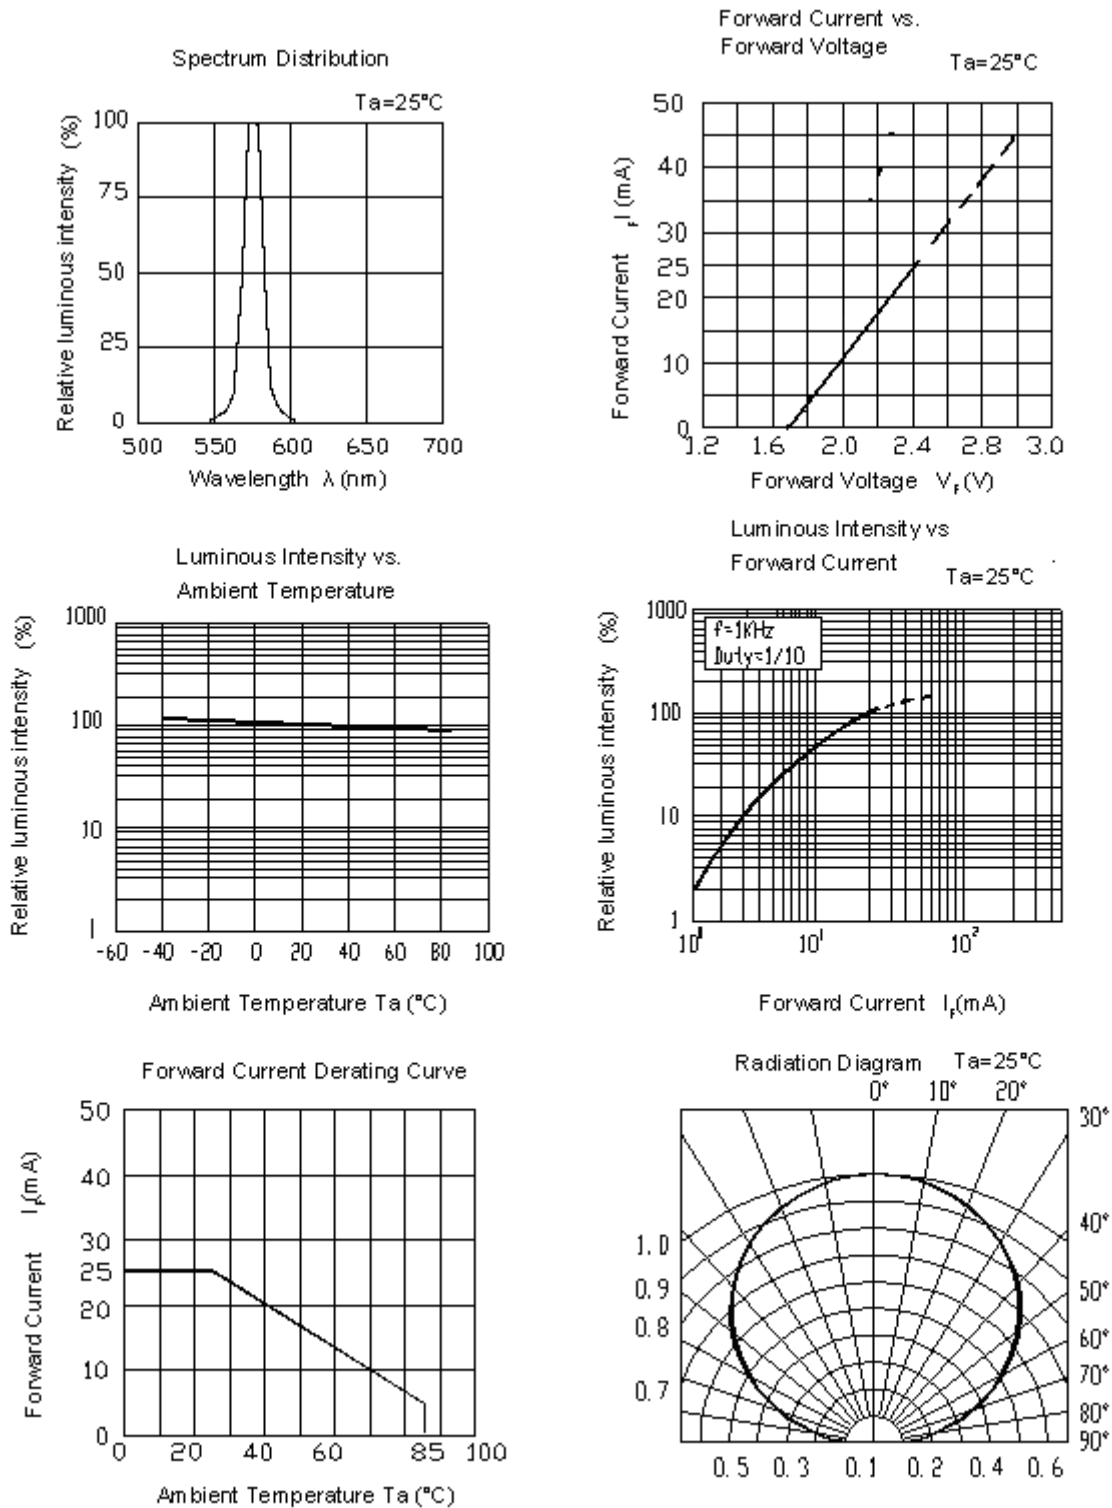 Spectrum Distribution
Ta=25°C
Relative luminous intensity (%)
100
75
50
25
0
500 550 600 650 700
Wavelength λ (nm)
Forward Current vs.
Forward Voltage
Ta=25°C
Forward Current FI (mA)
50
40
30
25
20
10
0
1.2 1.6 2.0 2.4 2.8 3.0
Forward Voltage VF (V)
Luminous Intensity vs.
Ambient Temperature
Relative luminous intensity (%)
1000
100
10
1
-60 -40 -20 0 20 40 60 80 100
Ambient Temperature Ta (°C)
Luminous Intensity vs
Forward Current
Ta=25°C
f=1KHz
Duty=1/10
Relative luminous intensity (%)
1000
100
10
1
10⁰ 10¹ 10²
Forward Current IF(mA)
Forward Current Derating Curve
Forward Current IF(mA)
50
40
30
25
20
10
0
0 20 40 60 85 100
Ambient Temperature Ta (°C)
Radiation Diagram Ta=25°C
0° 10° 20°
30°
40°
50°
60°
70°
80°
90°
1.0
0.9
0.8
0.7
0.5 0.3 0.1 0.2 0.4 0.6